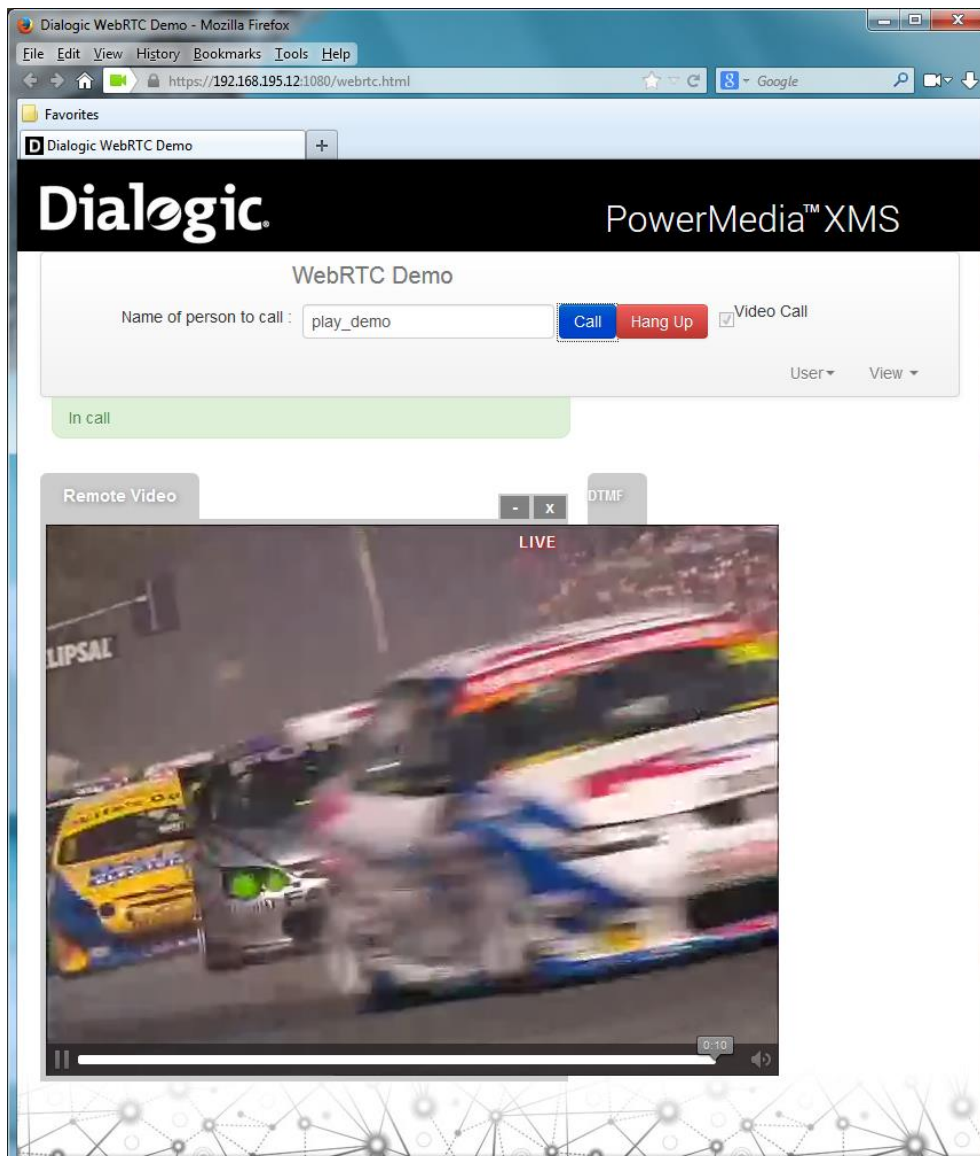 Dialogic WebRTC Demo - Mozilla Firefox
File Edit View History Bookmarks Tools Help
https://192.168.195.12:1080/webrtc.html
Google
Favorites
Dialogic WebRTC Demo
Dialogic.
PowerMedia™ XMS
WebRTC Demo
Name of person to call :
play_demo
Call
Hang Up
Video Call
User
View
In call
Remote Video
- x
DTMF
LIVE
LIPSAL
0:10